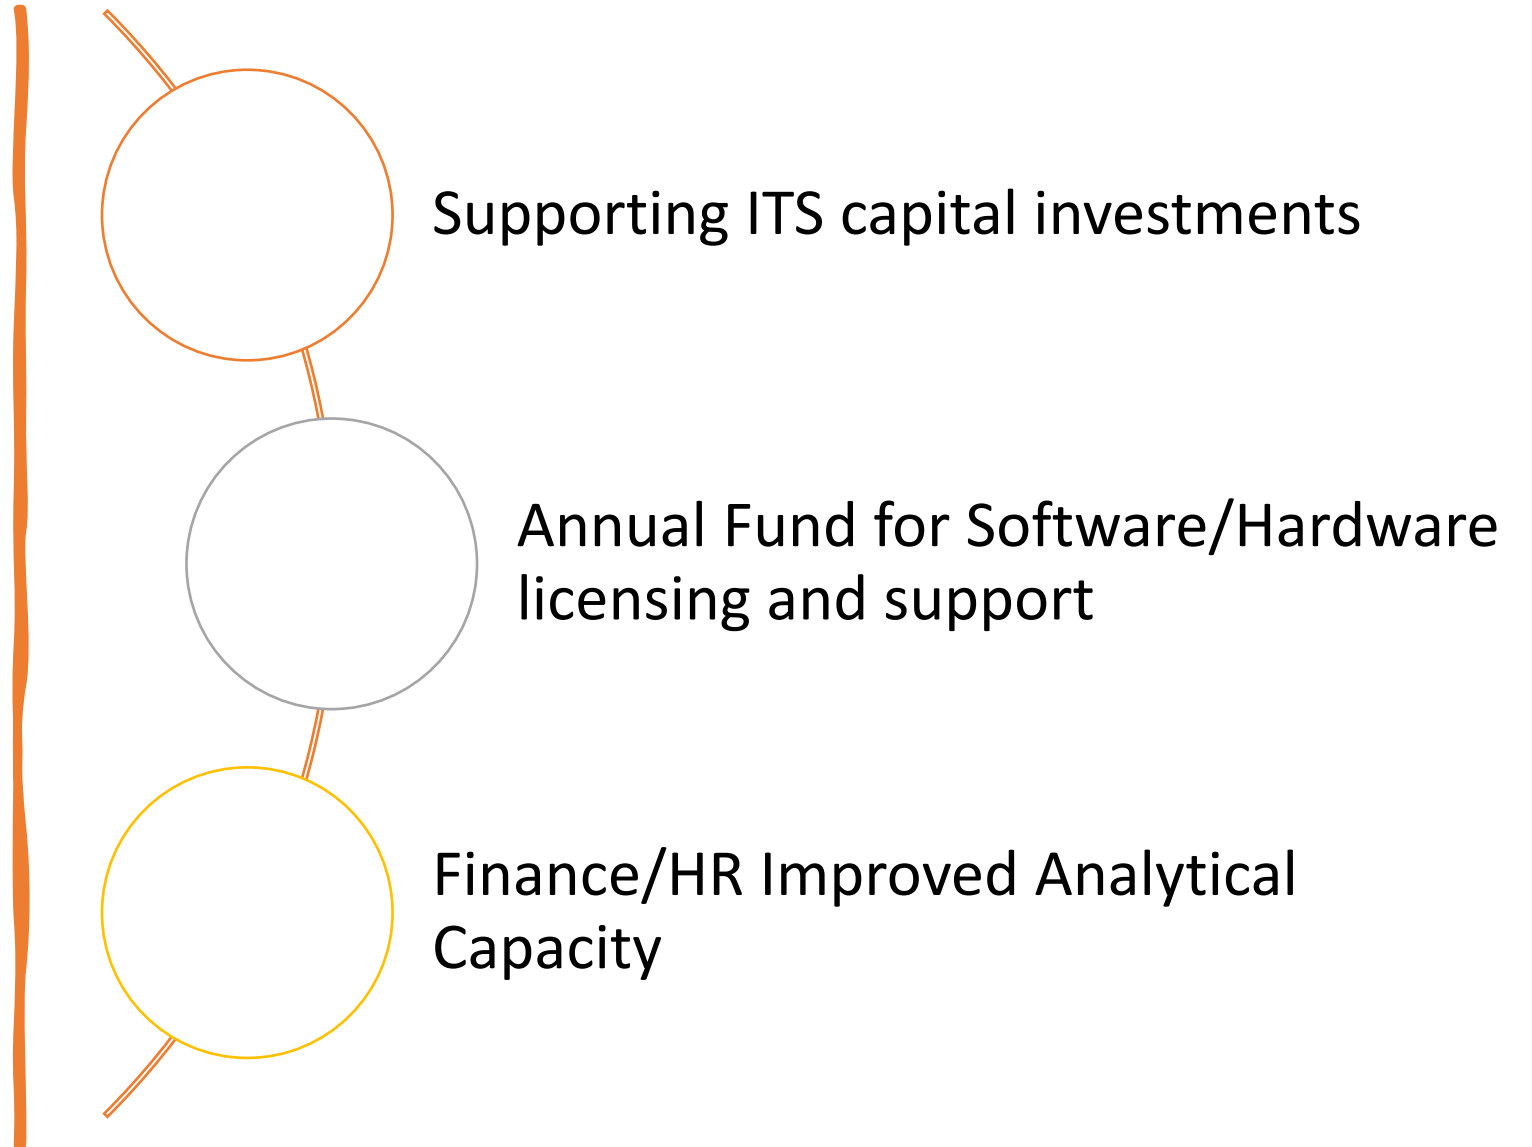 Supporting ITS capital investments
Annual Fund for Software/Hardware
licensing and support
Finance/HR Improved Analytical
Capacity